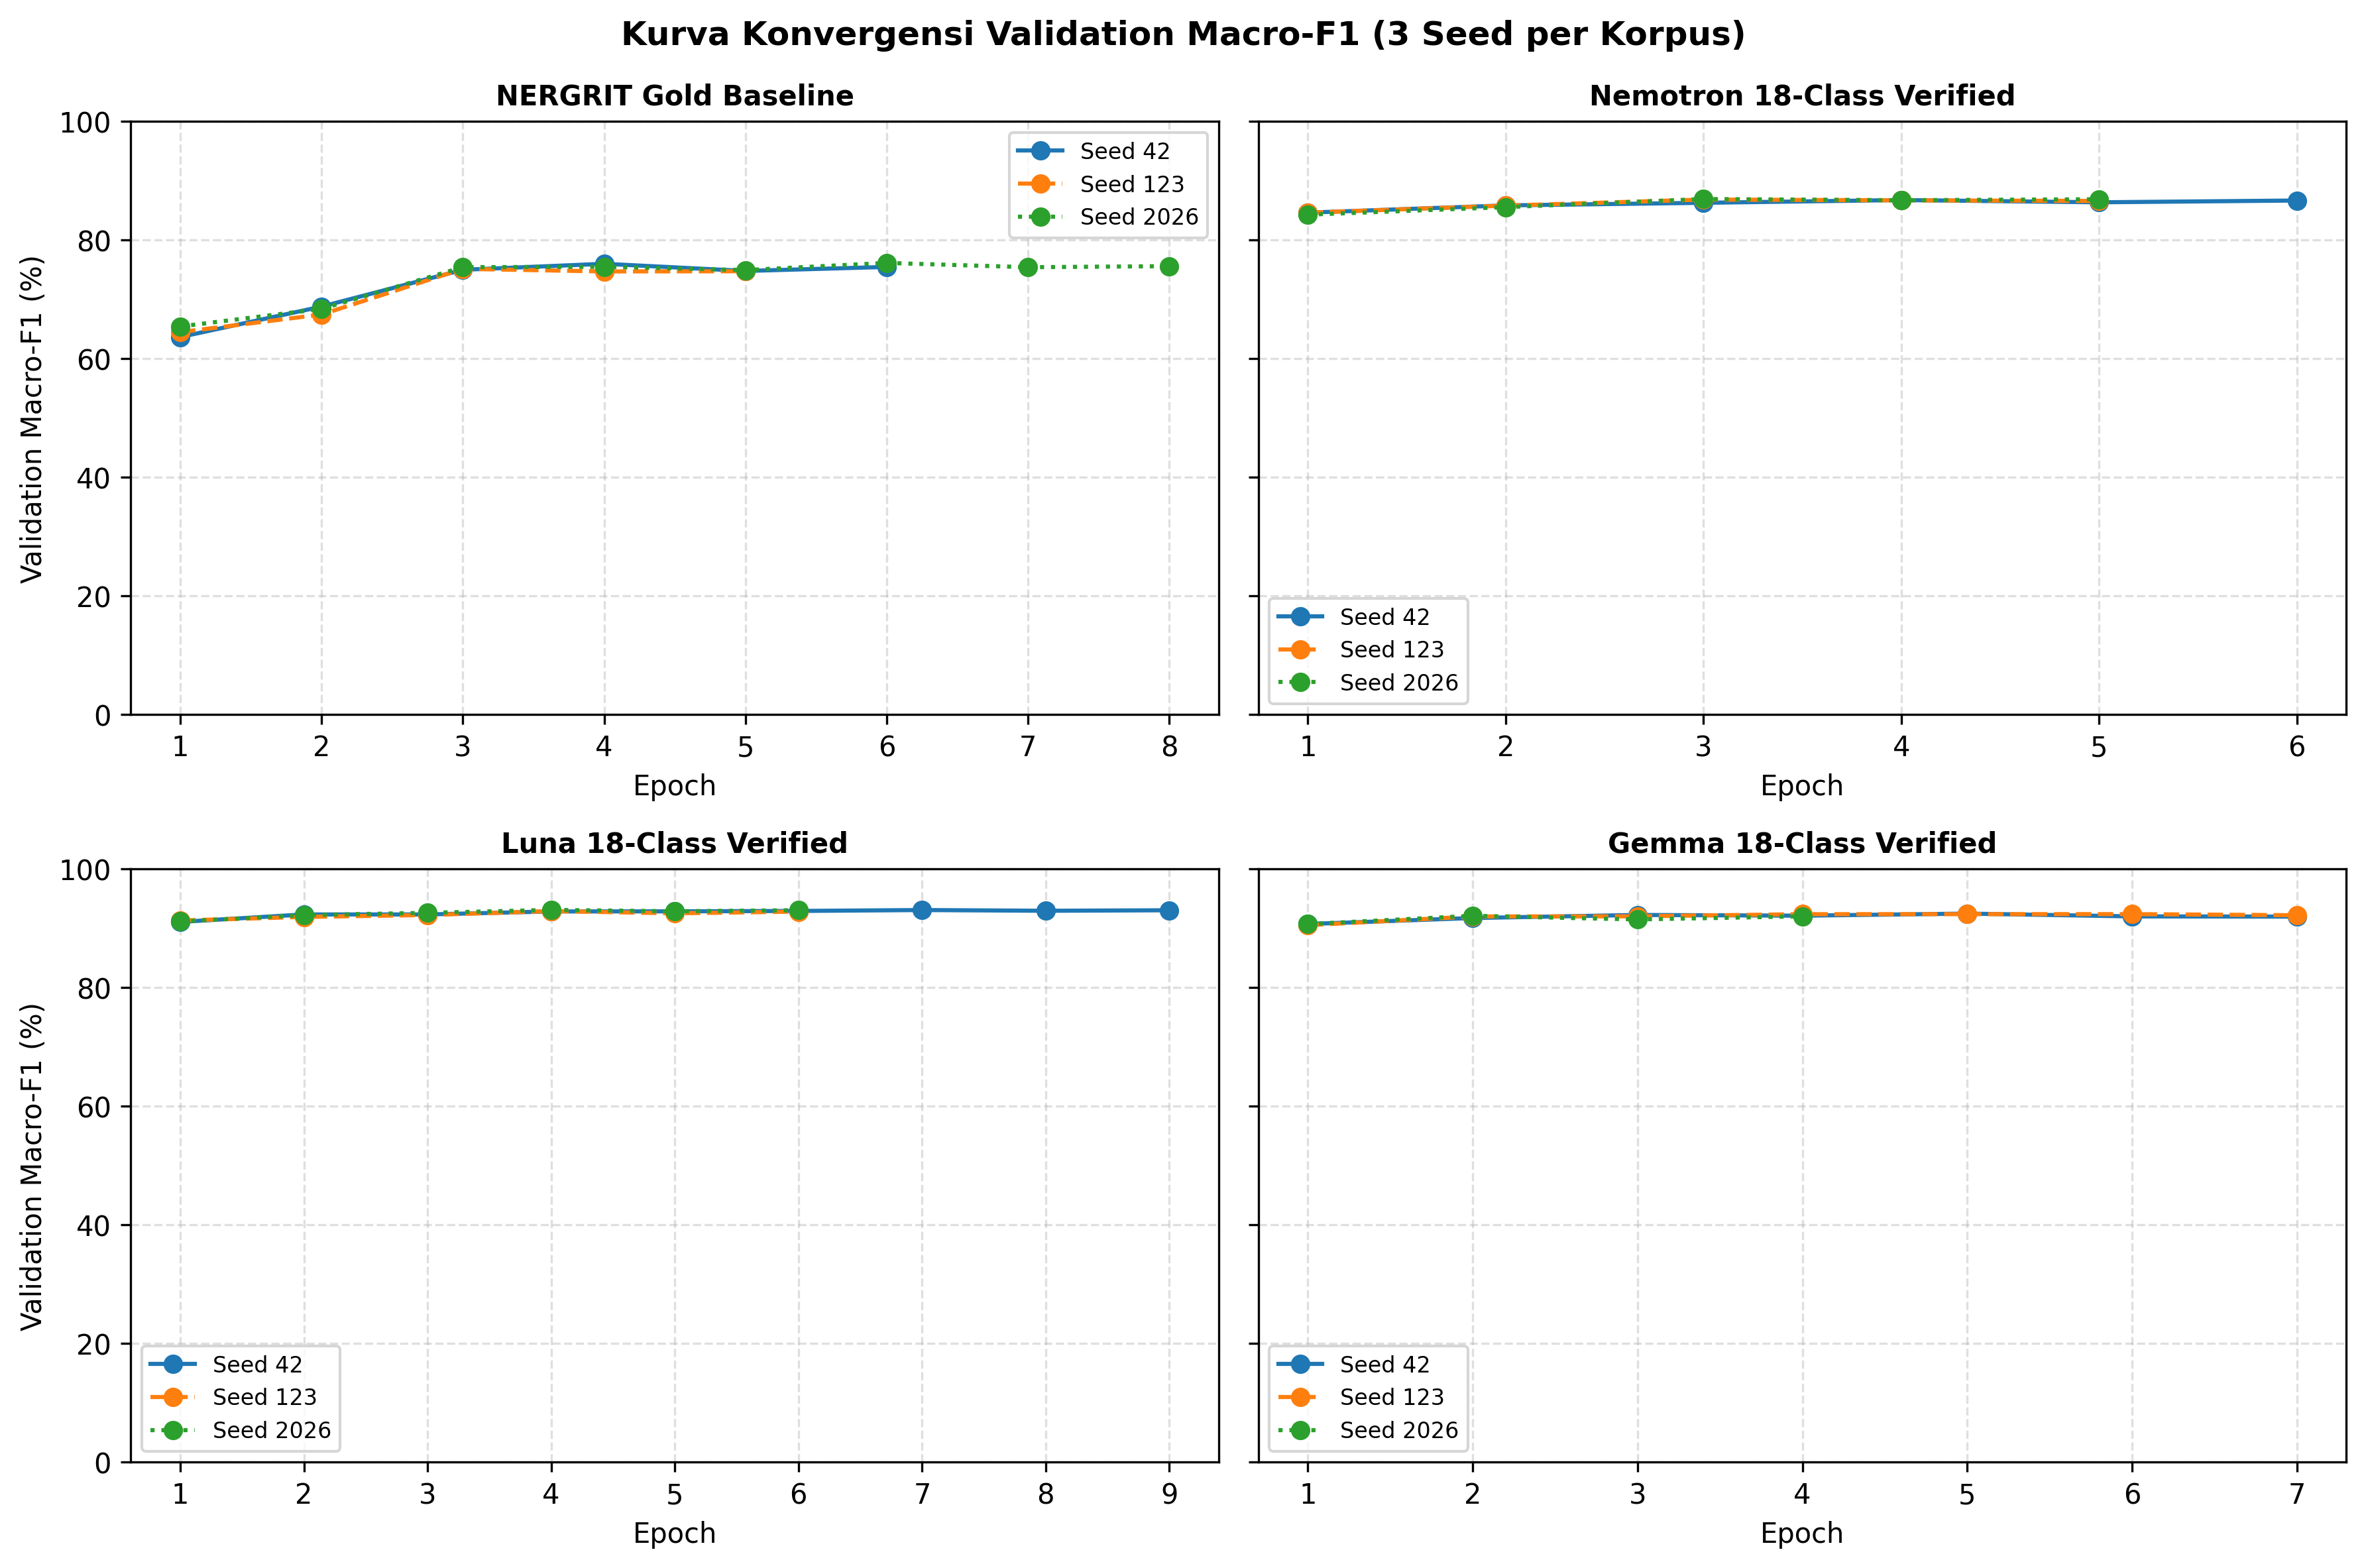 Kurva Konvergensi Validation Macro-F1 (3 Seed per Korpus)
NERGRIT Gold Baseline
Validation Macro-F1 (%)
100
80
60
40
20
0
Seed 42
Seed 123
Seed 2026
1 2 3 4 5 6 7 8
Epoch
Nemotron 18-Class Verified
Seed 42
Seed 123
Seed 2026
1 2 3 4 5 6
Epoch
Luna 18-Class Verified
Validation Macro-F1 (%)
100
80
60
40
20
0
Seed 42
Seed 123
Seed 2026
1 2 3 4 5 6 7 8 9
Epoch
Gemma 18-Class Verified
Seed 42
Seed 123
Seed 2026
1 2 3 4 5 6 7
Epoch